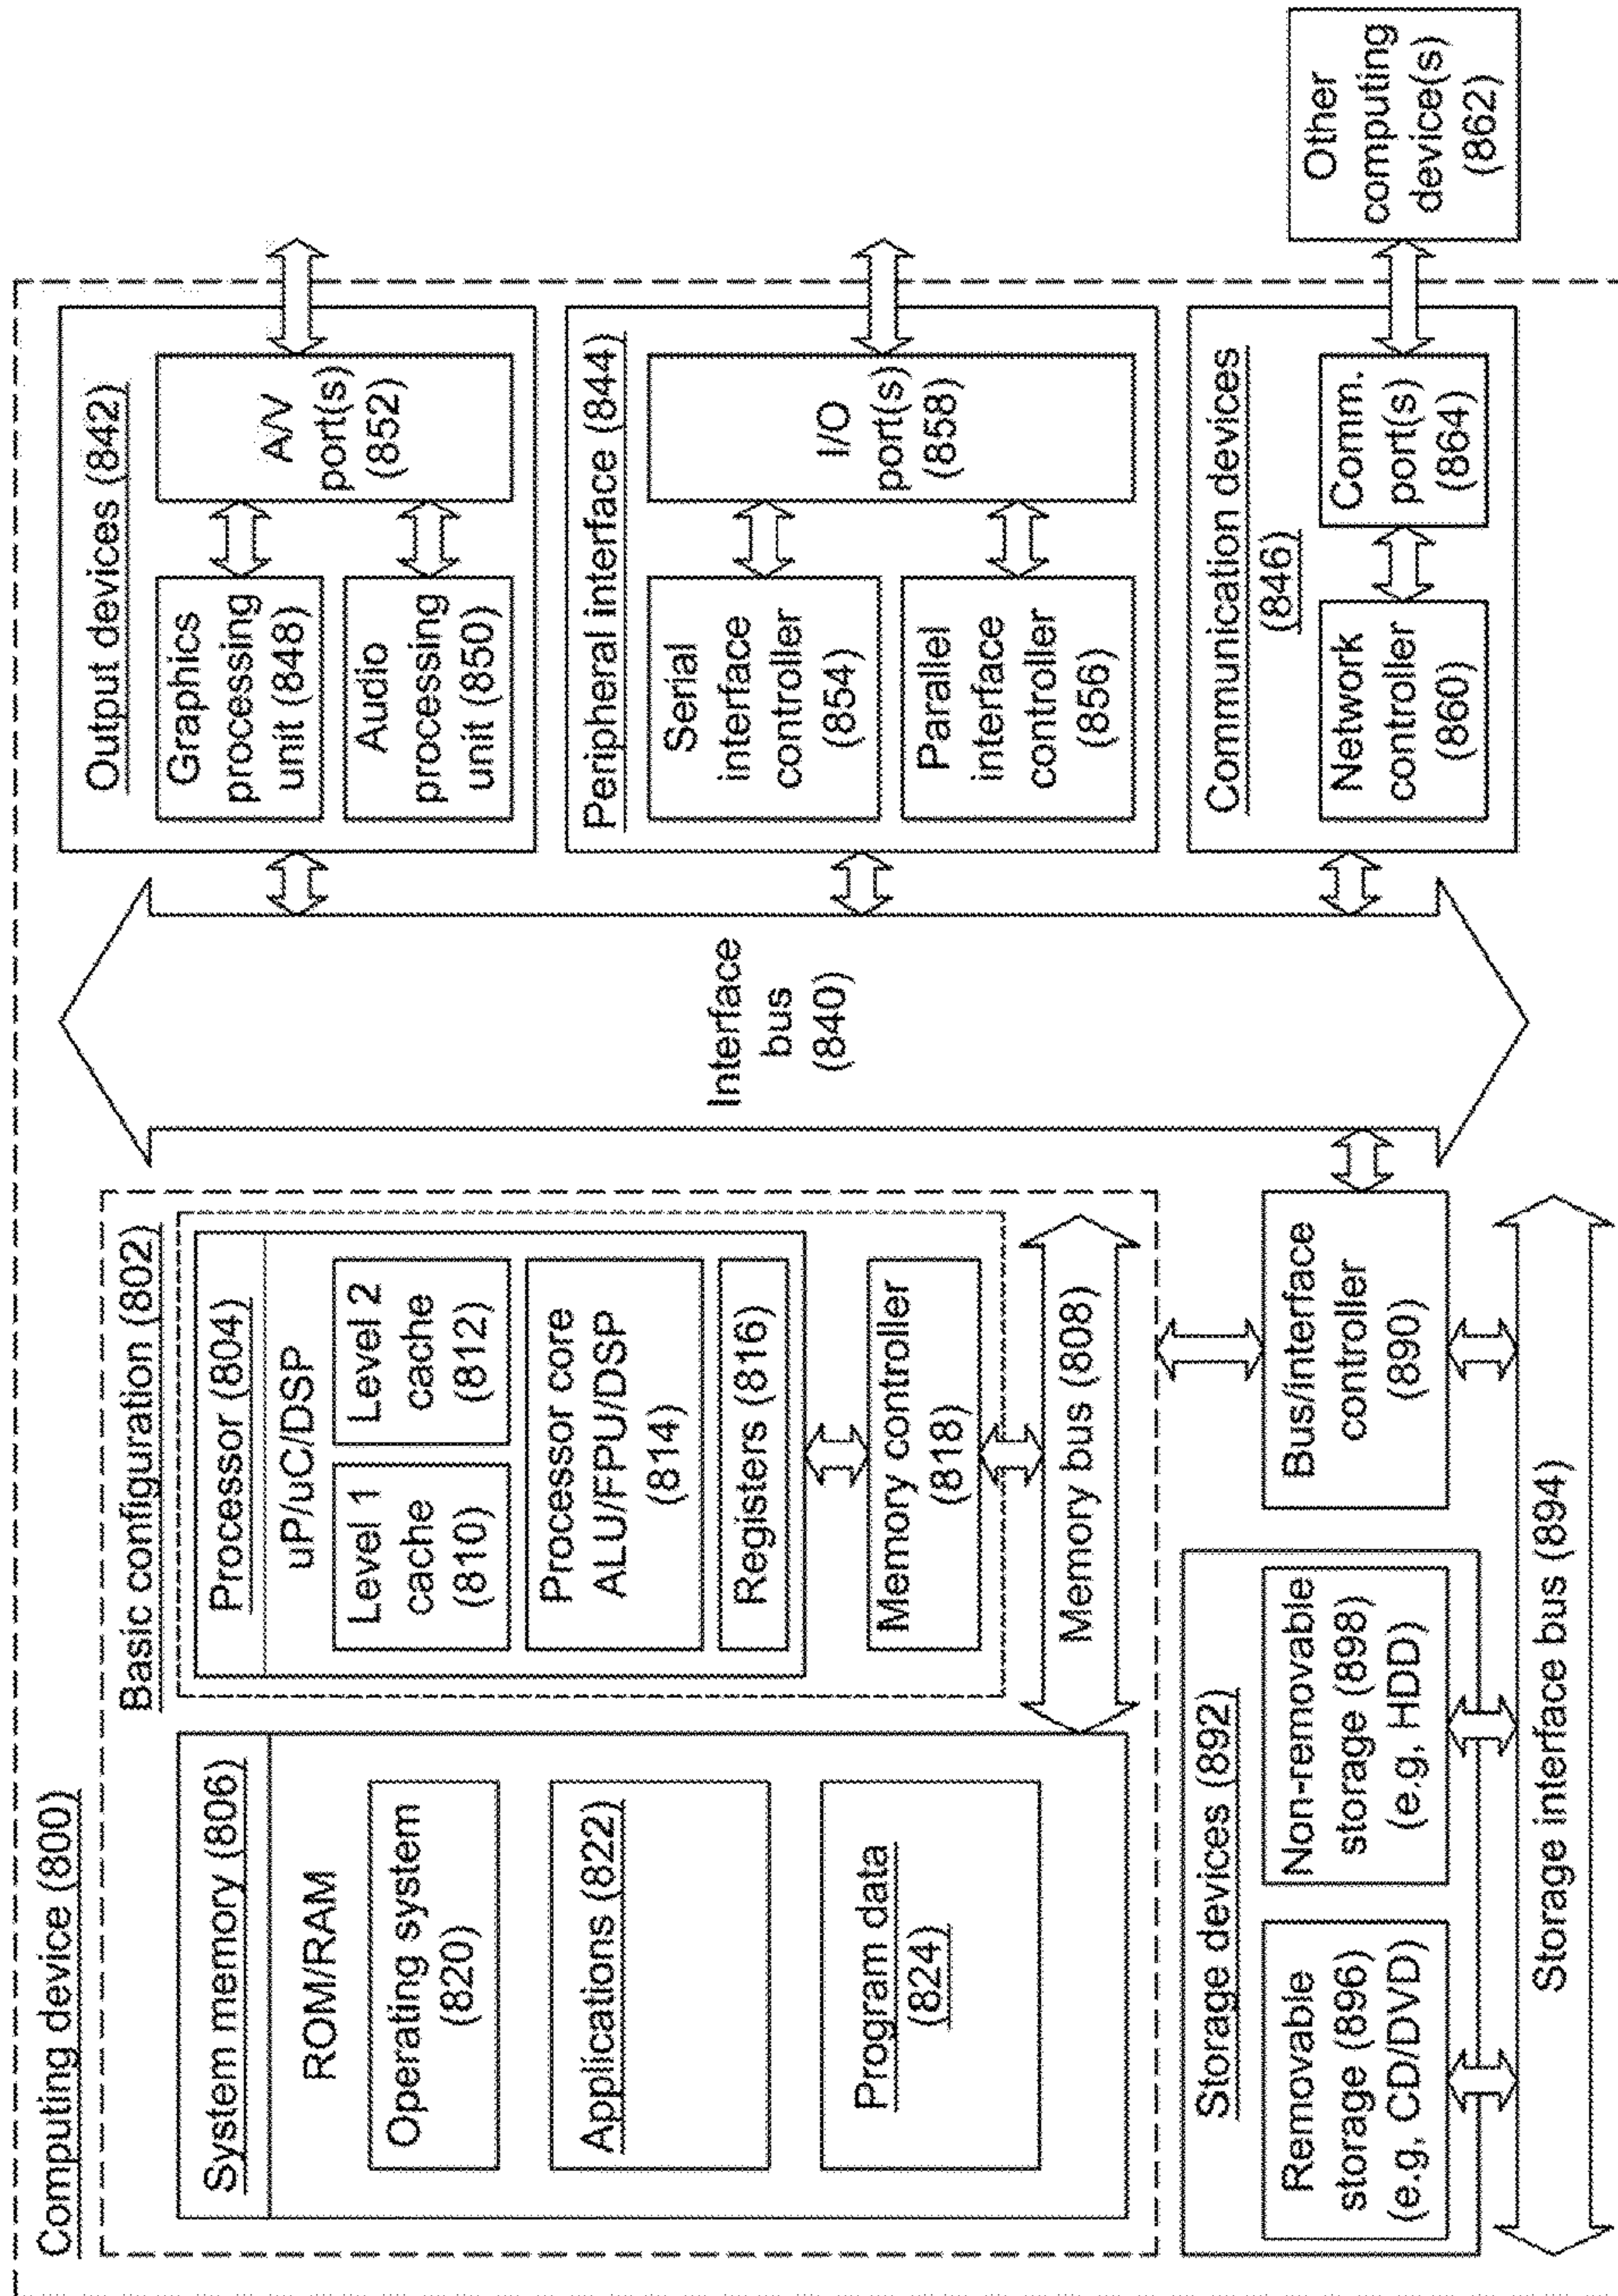 Computing device (800)
Basic configuration (802)
System memory (806)
ROM/RAM
Operating system
(820)
Applications (822)
Program data
(824)
Processor (804)
uP/uC/DSP
Level 1
cache
(810)
Level 2
cache
(812)
Processor core
ALU/FPU/DSP
(814)
Registers (816)
Memory controller
(818)
Memory bus (808)
Storage devices (892)
Removable
storage (896)
(e.g. CD/DVD)
Non-removable
storage (898)
(e.g. HDD)
Bus/interface
controller
(890)
Storage interface bus (894)
Interface
bus
(840)
Output devices (842)
Graphics
processing
unit (848)
Audio
processing
unit (850)
A/V
port(s)
(852)
Peripheral interface (844)
Serial
interface
controller
(854)
Parallel
interface
controller
(856)
I/O
port(s)
(858)
Communication devices
(846)
Network
controller
(860)
Comm.
port(s)
(864)
Other
computing
device(s)
(862)